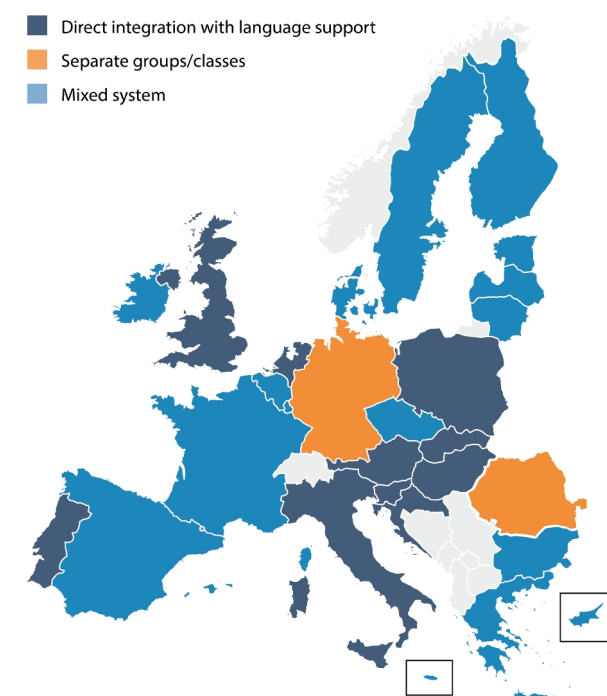 Direct integration with language support
Separate groups/classes
Mixed system